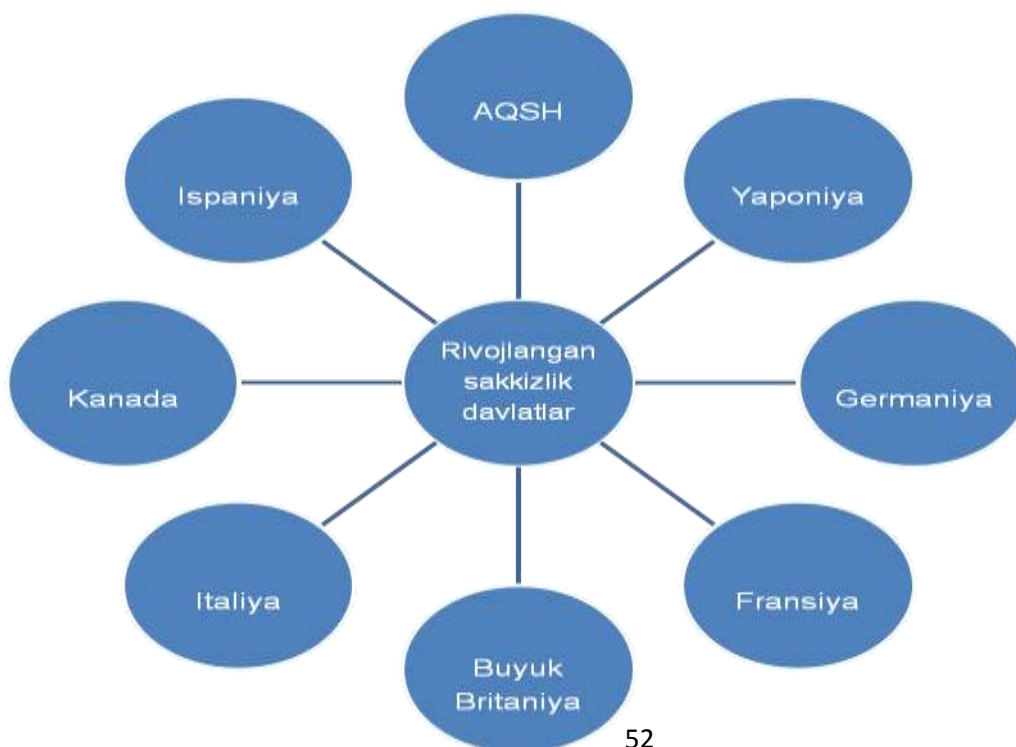 AQSH
Yaponiya
Germaniya
Fransiya
Buyuk
Britaniya
Italiya
Kanada
Ispaniya
Rivojlangan
sakkizlik
davlatlar
52